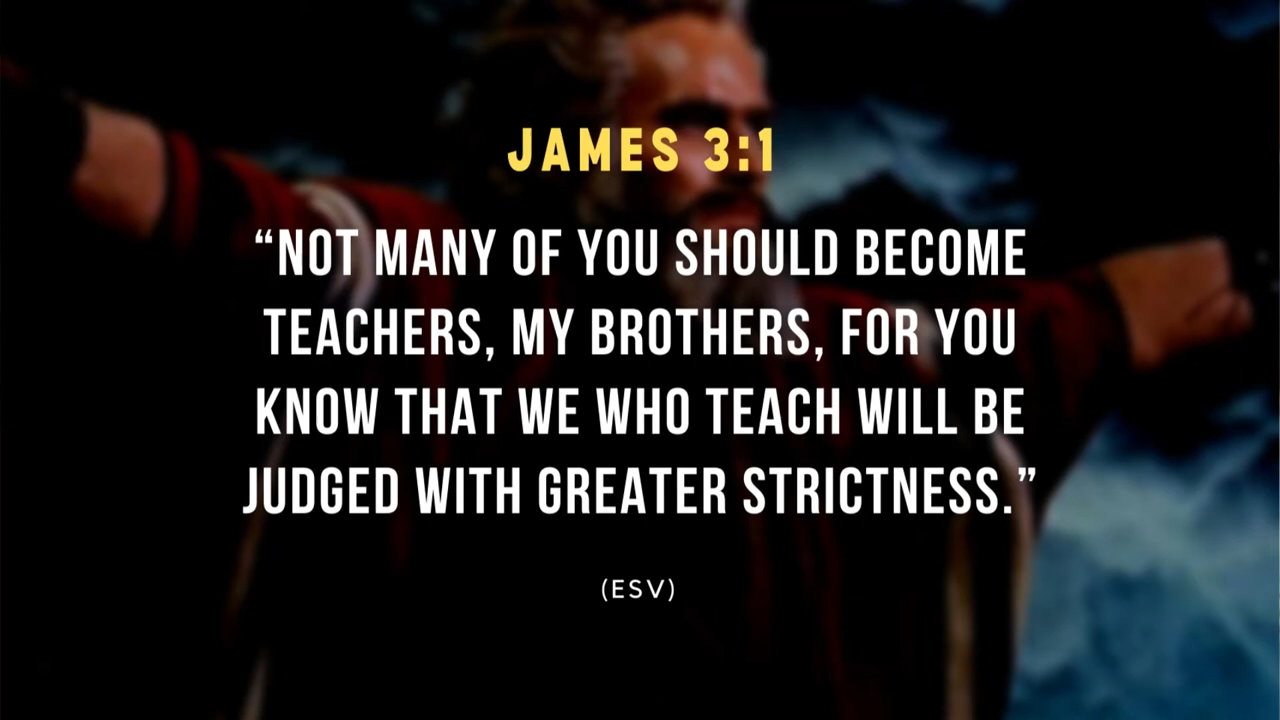 JAMES 3:1
“NOT MANY OF YOU SHOULD BECOME
TEACHERS, MY BROTHERS, FOR YOU
KNOW THAT WE WHO TEACH WILL BE
JUDGED WITH GREATER STRICTNESS.”
(ESV)